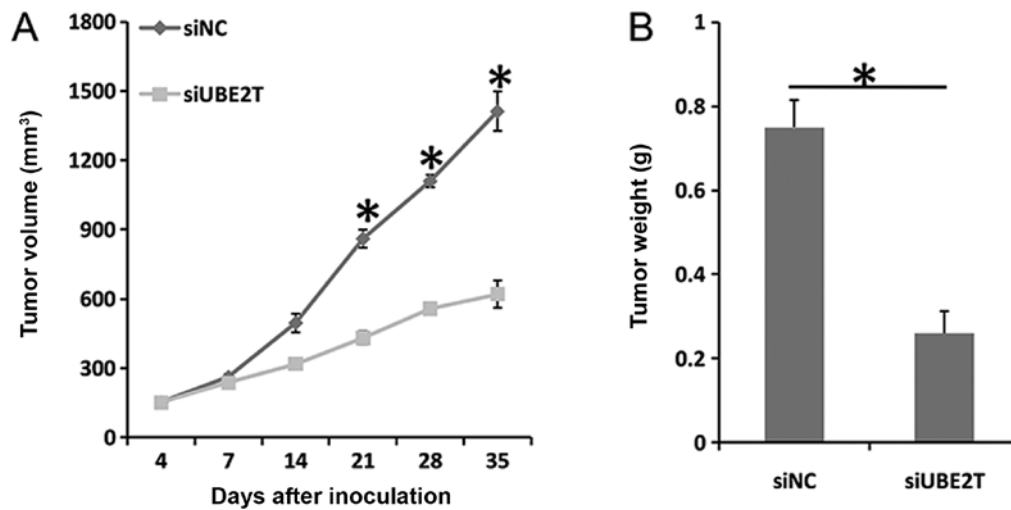 A
Tumor volume (mm³)
1800
1500
1200
900
600
300
0
siNC
siUBE2T
*
*
*
4 7 14 21 28 35
Days after inoculation
B
Tumor weight (g)
1
0.8
0.6
0.4
0.2
0
*
siNC siUBE2T